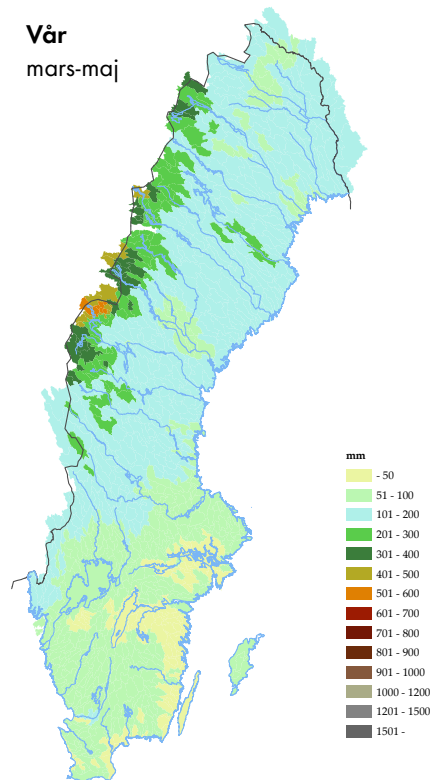 Vår
mars-maj
mm
- 50
51 - 100
101 - 200
201 - 300
301 - 400
401 - 500
501 - 600
601 - 700
701 - 800
801 - 900
901 - 1000
1000 - 1200
1201 - 1500
1501 -